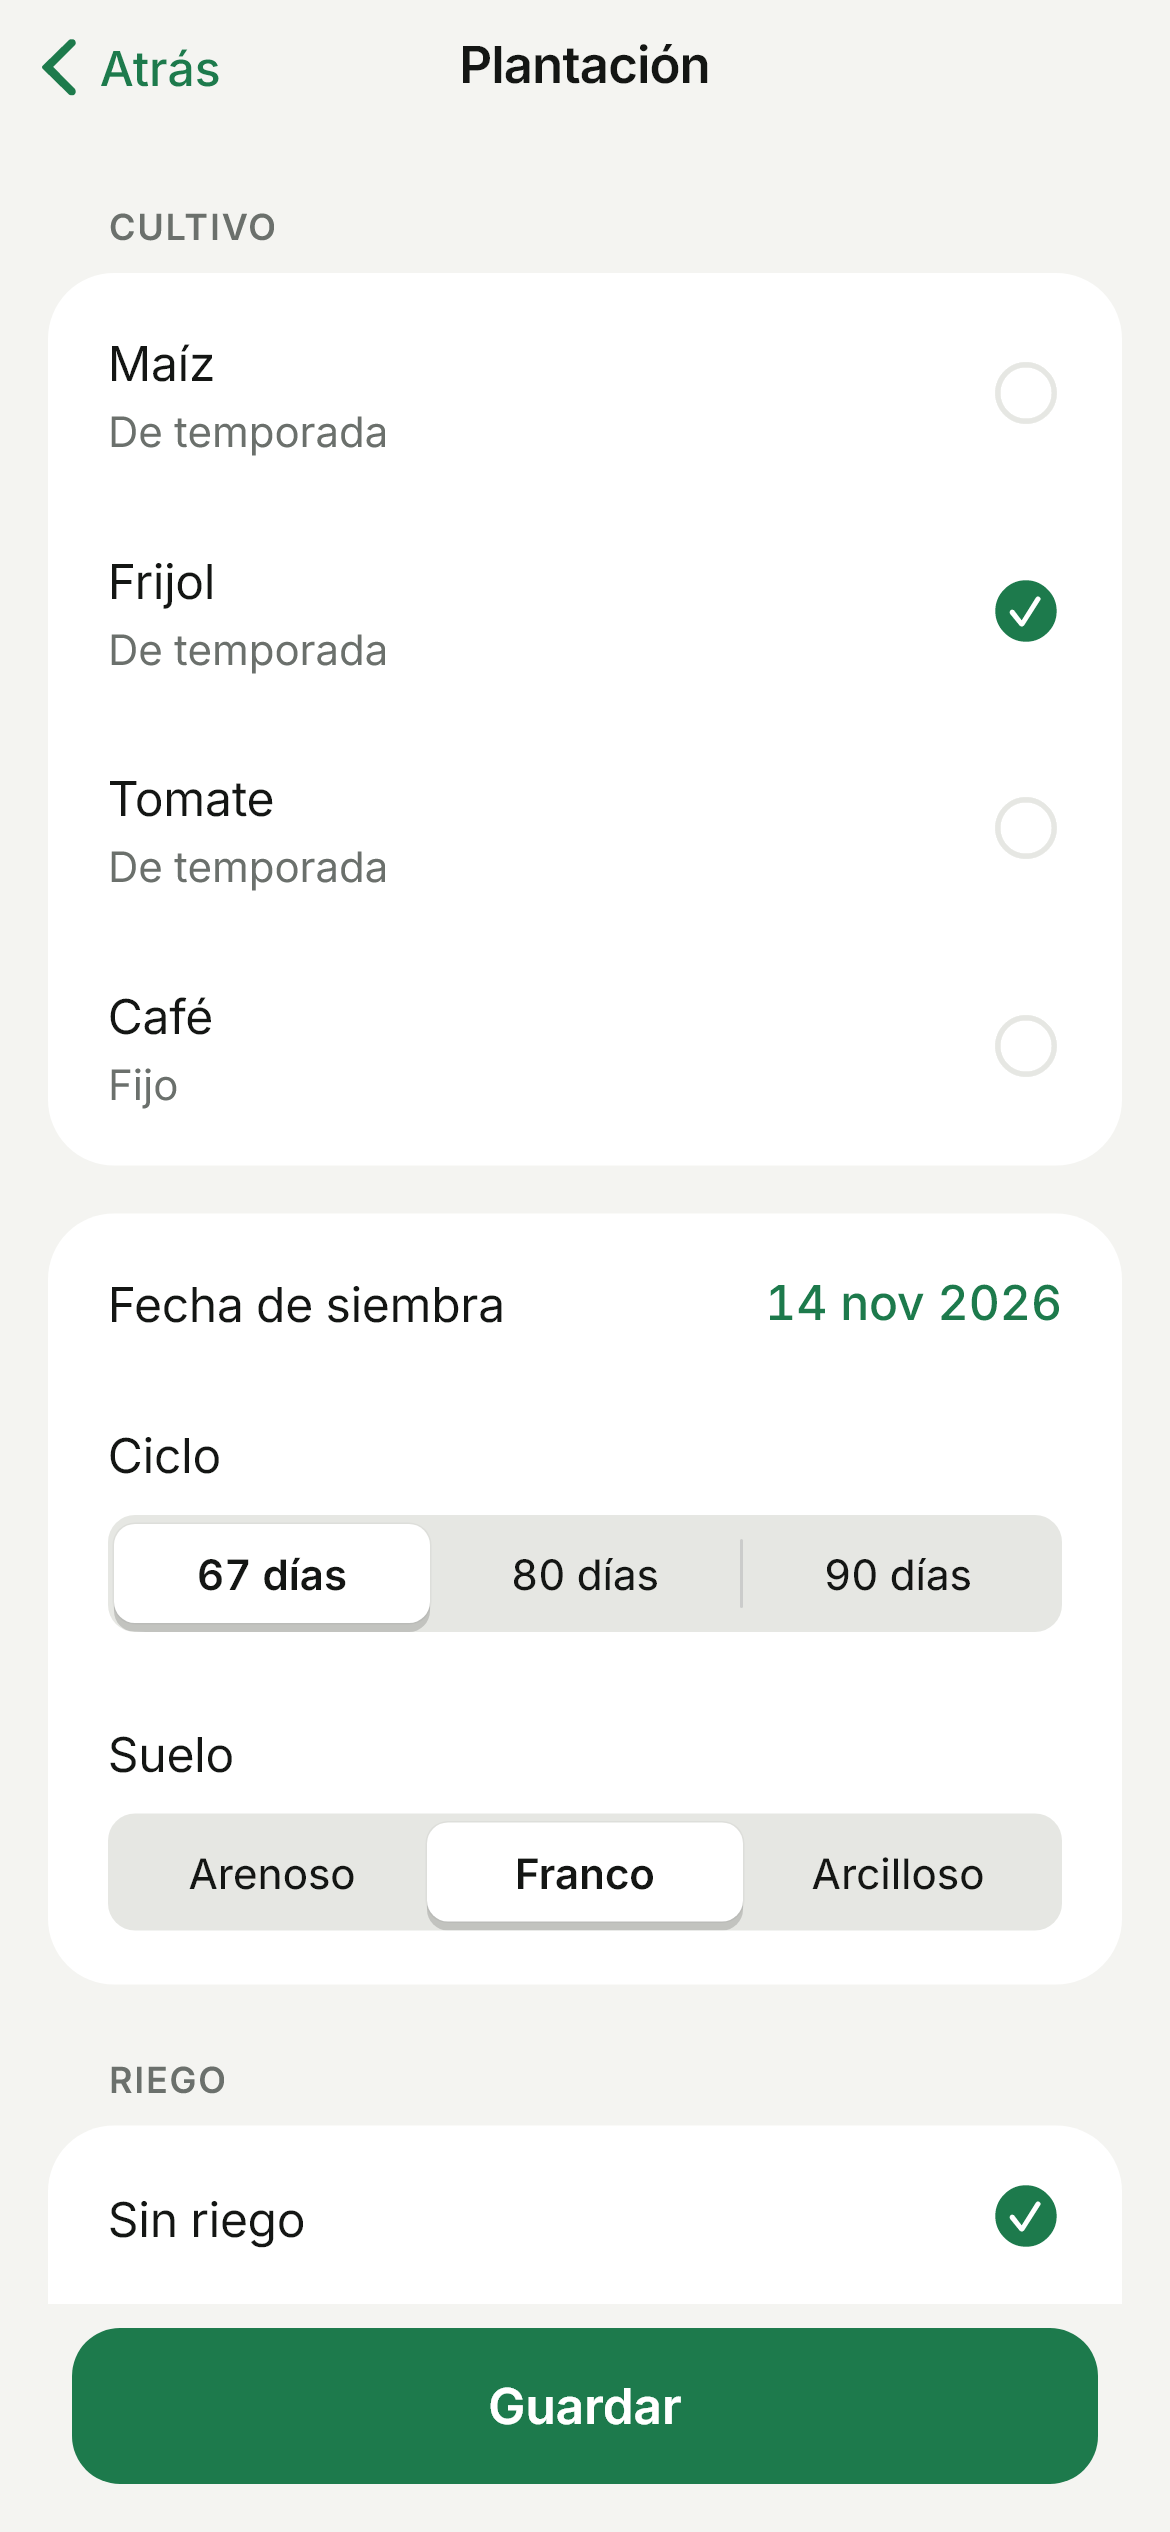 Atrás
Plantación
CULTIVO
Maíz
De temporada
Frijol
De temporada
Tomate
De temporada
Café
Fijo
Fecha de siembra
14 nov 2026
Ciclo
67 días 80 días 90 días
Suelo
Arenoso Franco Arcilloso
RIEGO
Sin riego
Guardar